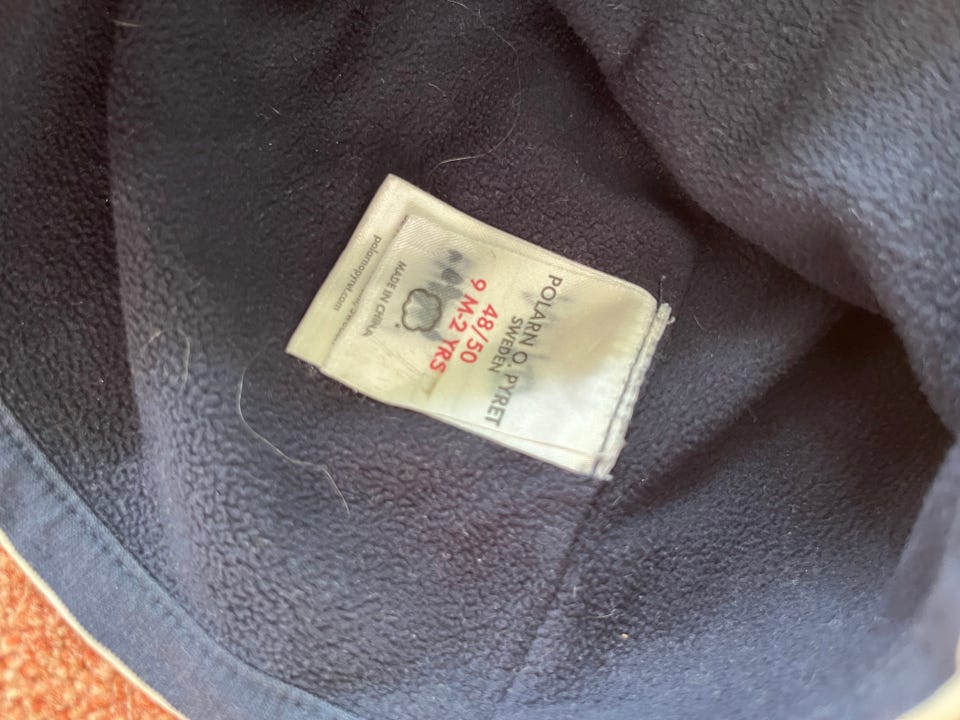 POLARN O. PYRET
SWEDEN
48/50
9 M-2 YRS
MADE IN CHINA
polarnopyret.com